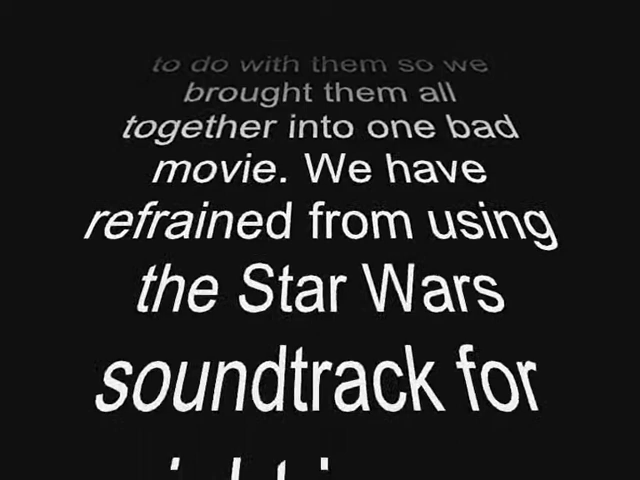 to do with them so we
brought them all
together into one bad
movie. We have
refrained from using
the Star Wars
soundtrack for